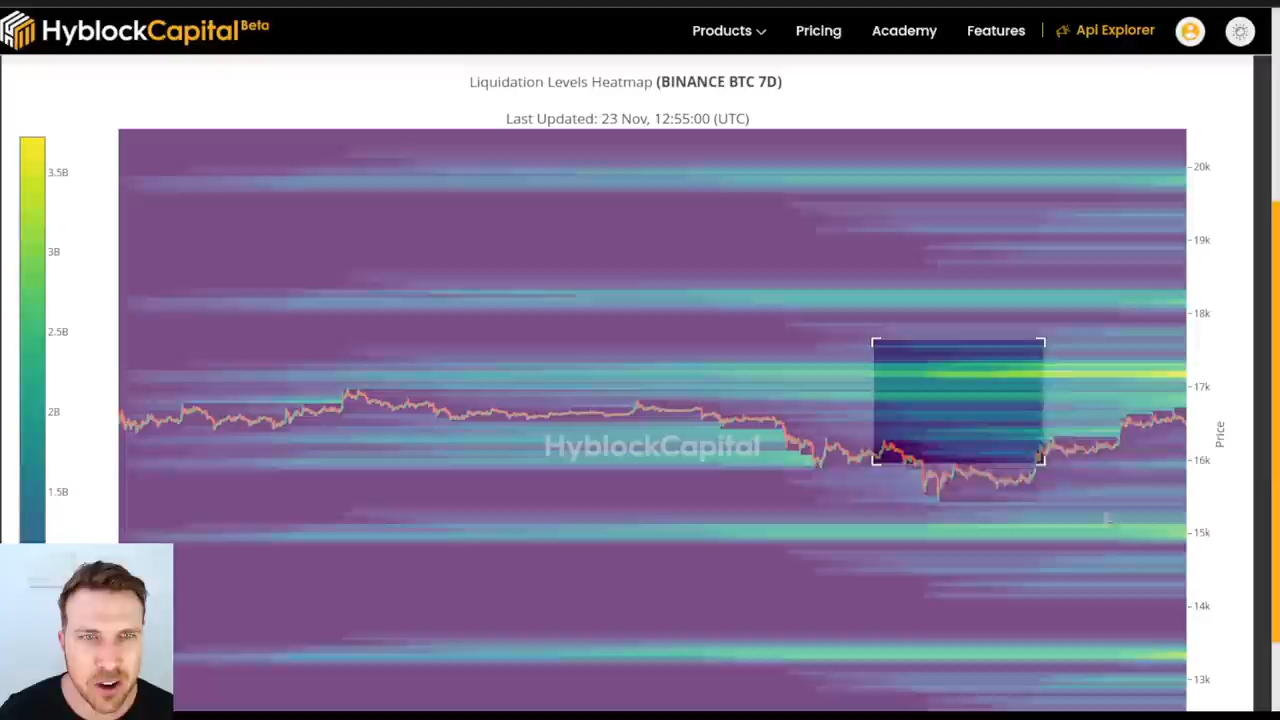 HyblockCapital Beta
Products Pricing Academy Features Api Explorer
Liquidation Levels Heatmap (BINANCE BTC 7D)
Last Updated: 23 Nov, 12:55:00 (UTC)
3.5B
3B
2.5B
2B
1.5B
HyblockCapital
20k
19k
18k
17k
16k
15k
14k
13k
Price